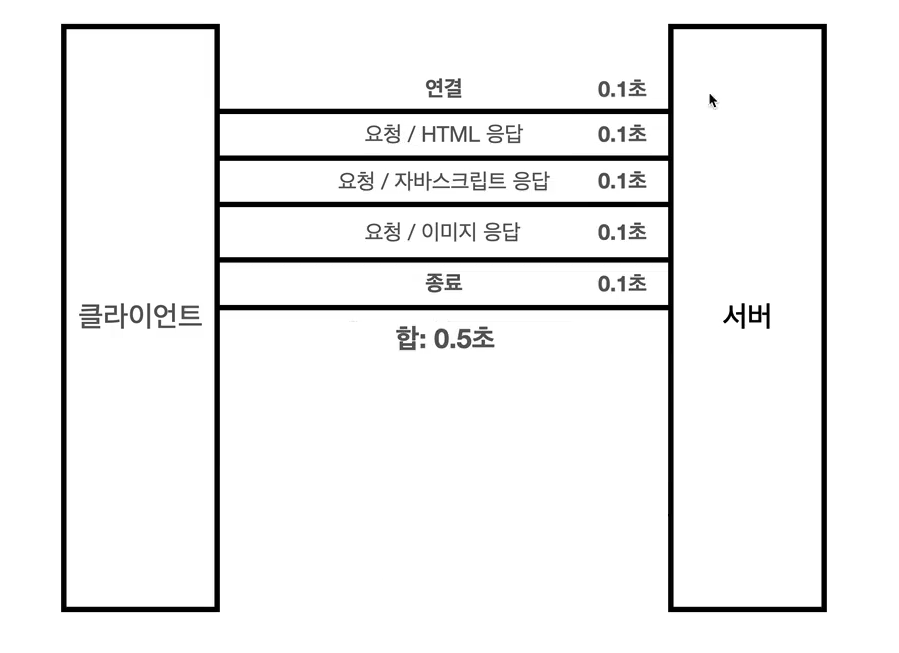 연결 0.1초
요청 / HTML 응답 0.1초
요청 / 자바스크립트 응답 0.1초
요청 / 이미지 응답 0.1초
종료 0.1초
클라이언트
서버
합: 0.5초